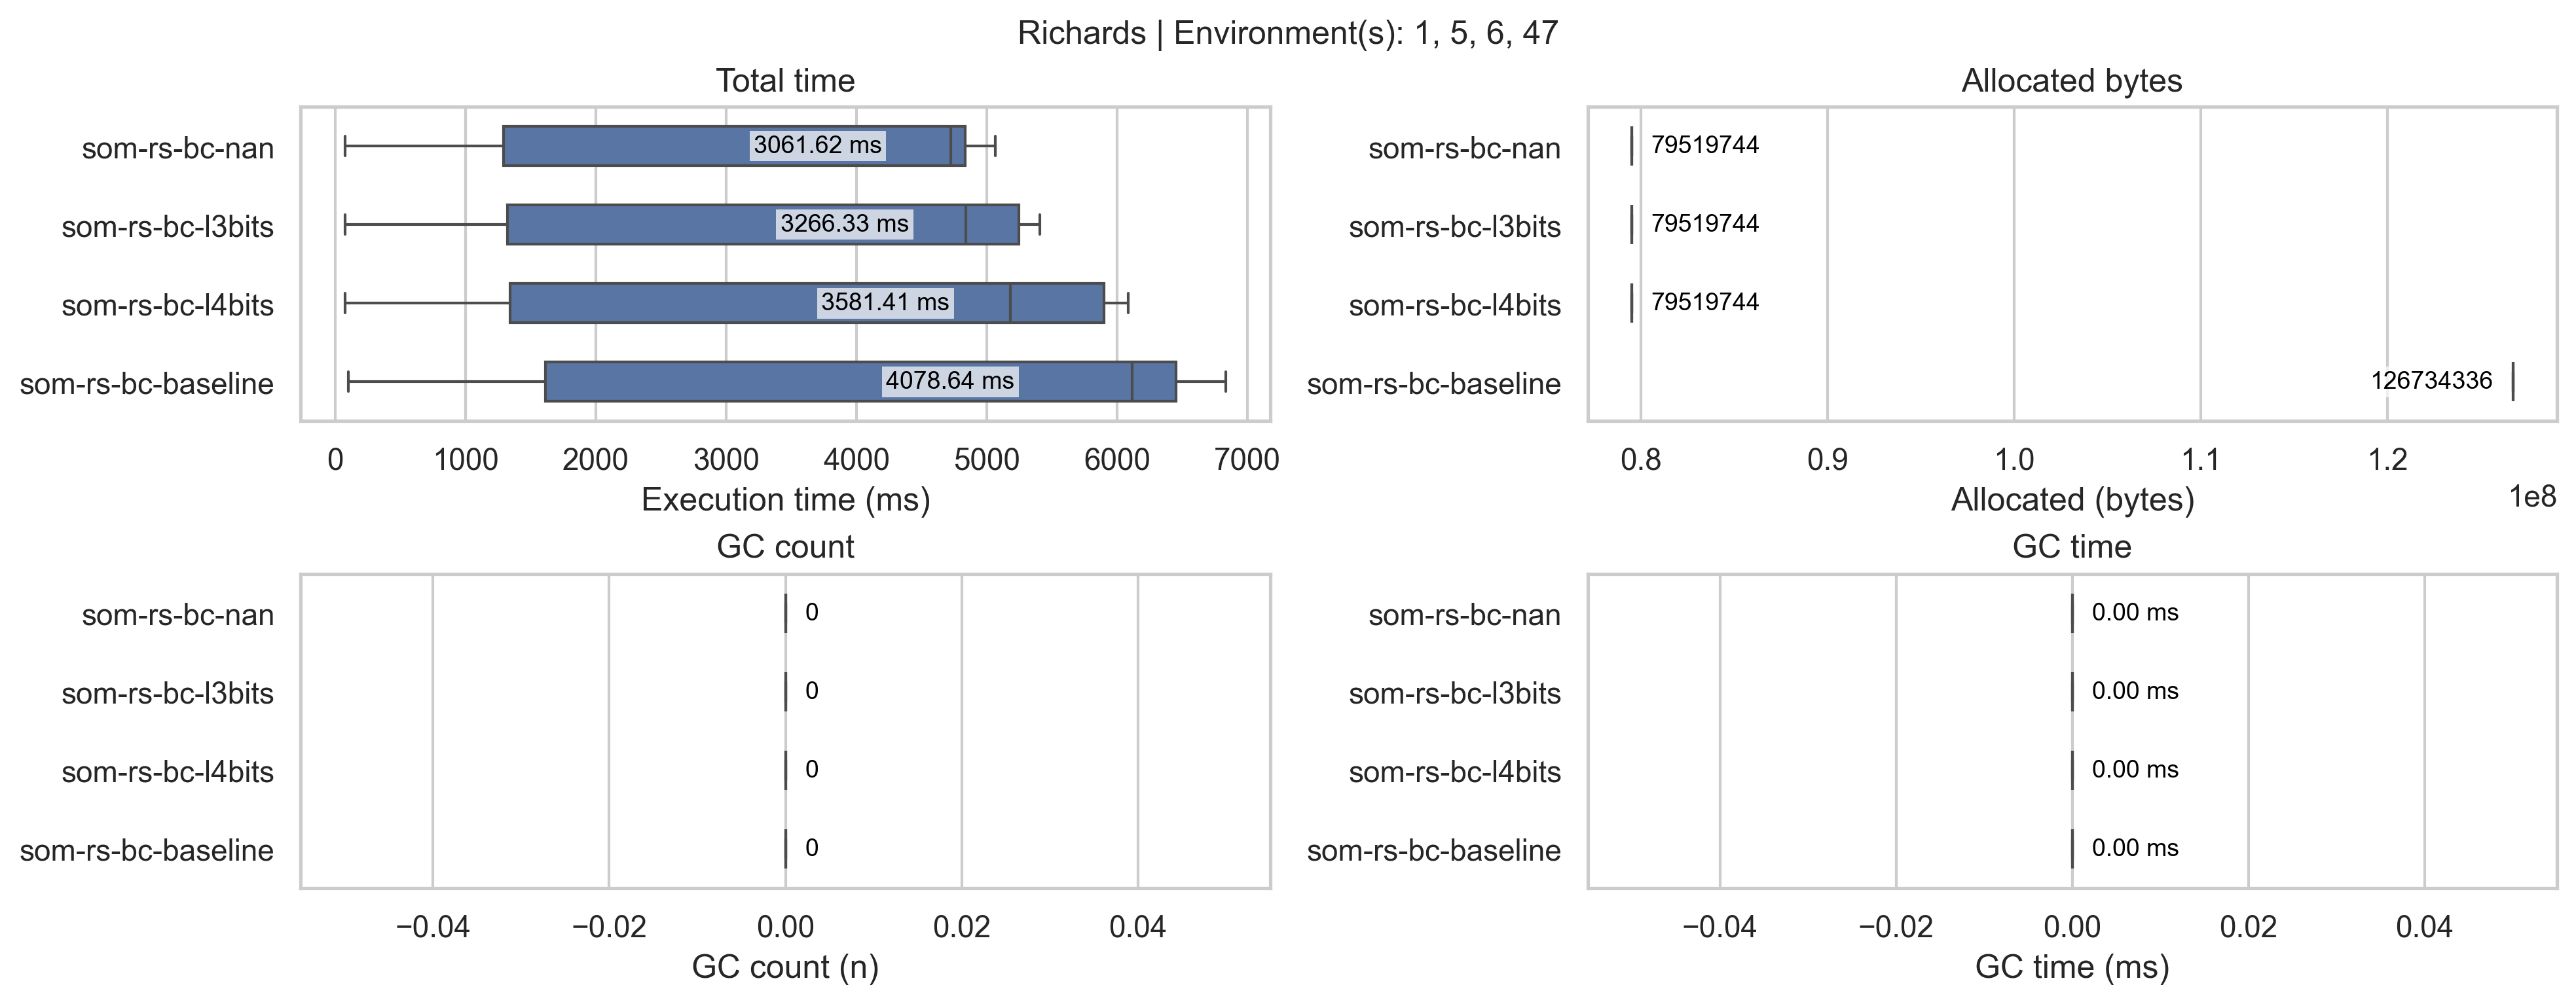 Richards | Environment(s): 1, 5, 6, 47
Total time
som-rs-bc-nan
3061.62 ms
som-rs-bc-l3bits
3266.33 ms
som-rs-bc-l4bits
3581.41 ms
som-rs-bc-baseline
4078.64 ms
0 1000 2000 3000 4000 5000 6000 7000
Execution time (ms)
Allocated bytes
som-rs-bc-nan
79519744
som-rs-bc-l3bits
79519744
som-rs-bc-l4bits
79519744
som-rs-bc-baseline
126734336
0.8 0.9 1.0 1.1 1.2
1e8
Allocated (bytes)
GC count
som-rs-bc-nan
0
som-rs-bc-l3bits
0
som-rs-bc-l4bits
0
som-rs-bc-baseline
0
−0.04 −0.02 0.00 0.02 0.04
GC count (n)
GC time
som-rs-bc-nan
0.00 ms
som-rs-bc-l3bits
0.00 ms
som-rs-bc-l4bits
0.00 ms
som-rs-bc-baseline
0.00 ms
−0.04 −0.02 0.00 0.02 0.04
GC time (ms)